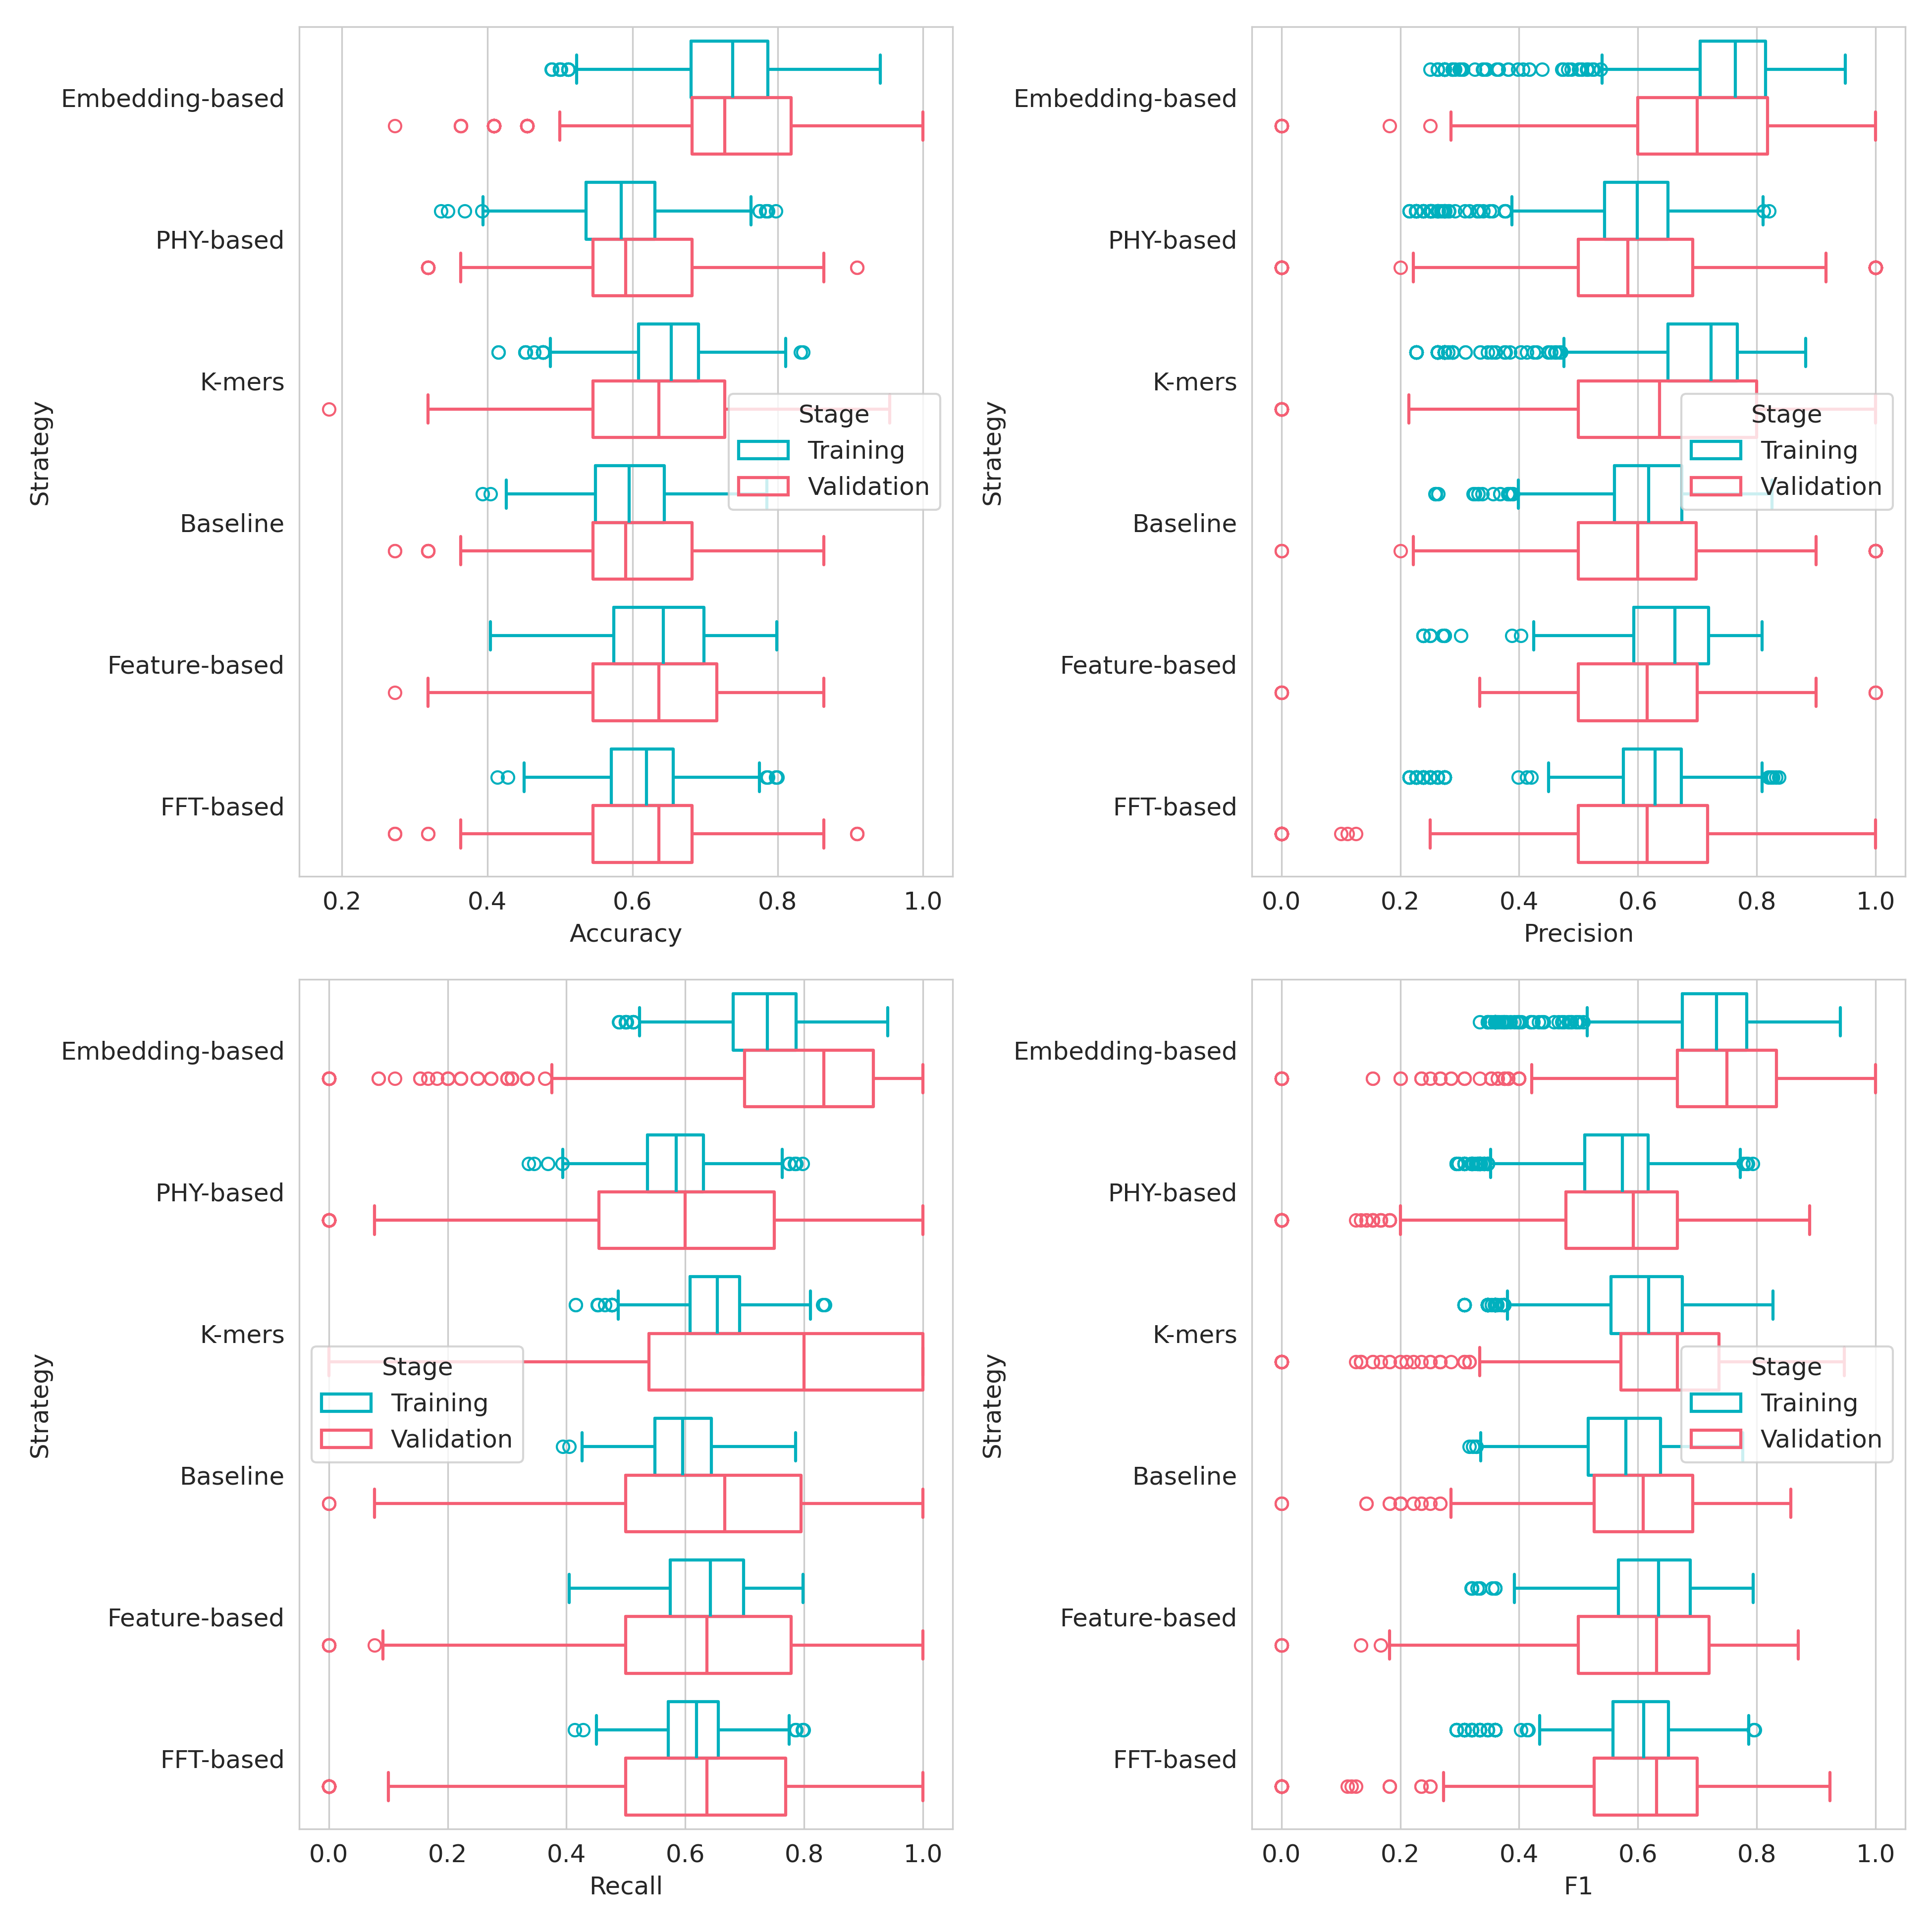 Embedding-based
PHY-based
K-mers
Baseline
Feature-based
FFT-based
Strategy
Stage
Training
Validation
0.2 0.4 0.6 0.8 1.0
Accuracy
Embedding-based
PHY-based
K-mers
Baseline
Feature-based
FFT-based
Strategy
Stage
Training
Validation
0.0 0.2 0.4 0.6 0.8 1.0
Precision
Embedding-based
PHY-based
K-mers
Baseline
Feature-based
FFT-based
Strategy
Stage
Training
Validation
0.0 0.2 0.4 0.6 0.8 1.0
Recall
Embedding-based
PHY-based
K-mers
Baseline
Feature-based
FFT-based
Strategy
Stage
Training
Validation
0.0 0.2 0.4 0.6 0.8 1.0
F1